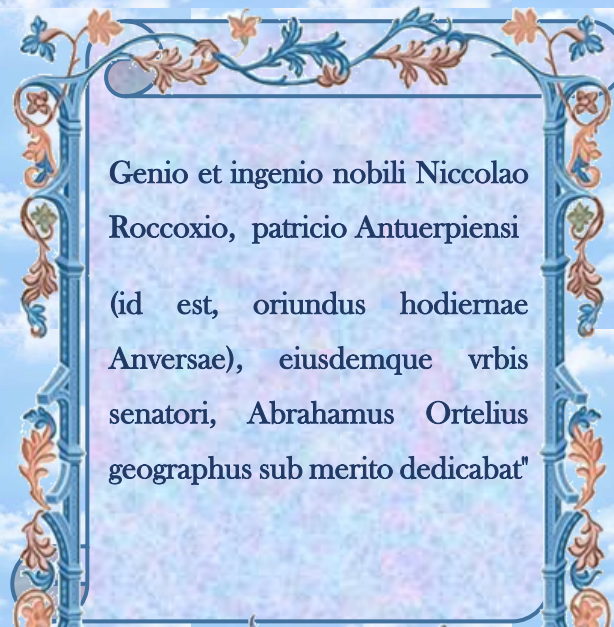 Genio et ingenio nobili Niccolao
Roccoxio, patricio Antuerpiensi
(id est, oriundus hodiernae
Anversae), eiusdemque vrbis
senatori, Abrahamus Ortelius
geographus sub merito dedicabat"